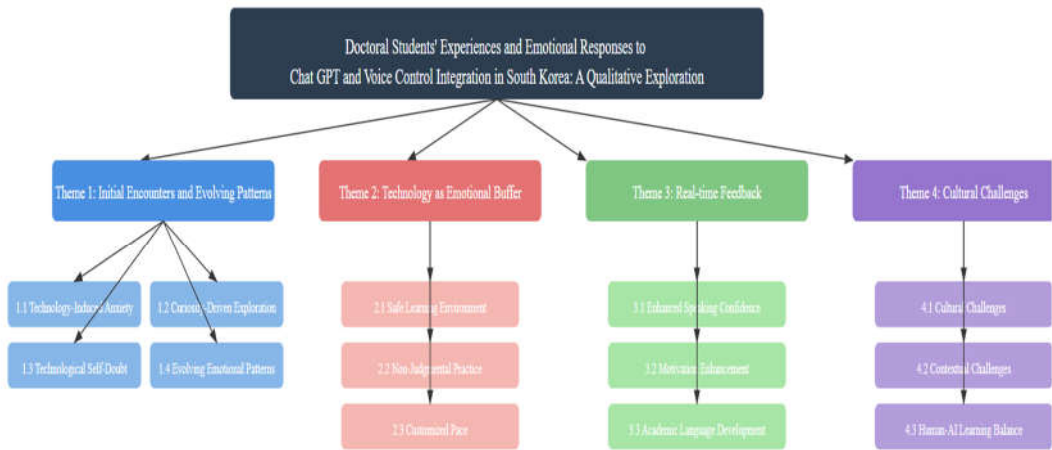 Doctoral Students' Experiences and Emotional Responses to
Chat GPT and Voice Control Integration in South Korea: A Qualitative Exploration
Theme 1: Initial Encounters and Evolving Patterns
Theme 2: Technology as Emotional Buffer
Theme 3: Real-time Feedback
Theme 4: Cultural Challenges
1.1 Technology-Induced Anxiety
1.2 Curiosity-Driven Exploration
2.1 Safe Learning Environment
3.1 Enhanced Speaking Confidence
4.1 Cultural Challenges
1.3 Technological Self-Doubt
1.4 Evolving Emotional Patterns
2.2 Non-Judgmental Practice
3.2 Motivation Enhancement
4.2 Contextual Challenges
2.3 Customized Pace
3.3 Academic Language Development
4.3 Human-AI Learning Balance